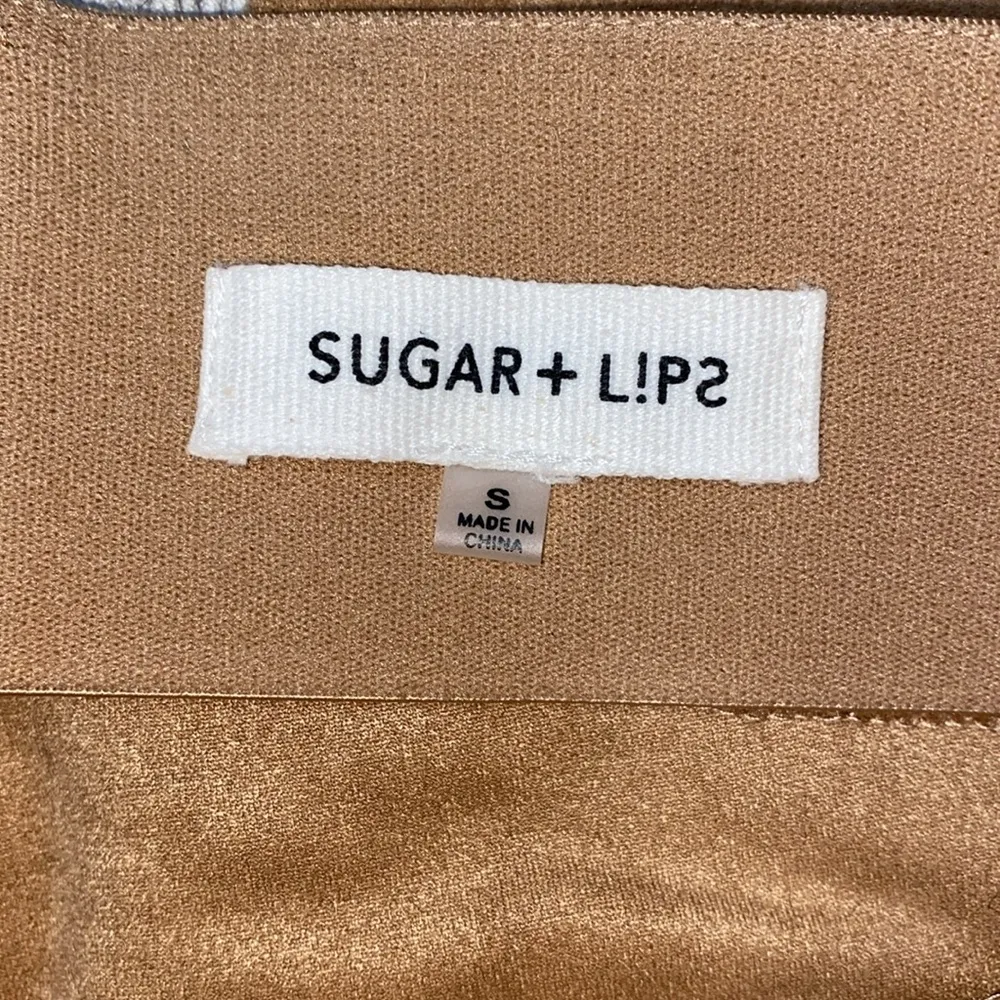 SUGAR + L!PS
S
MADE IN
CHINA